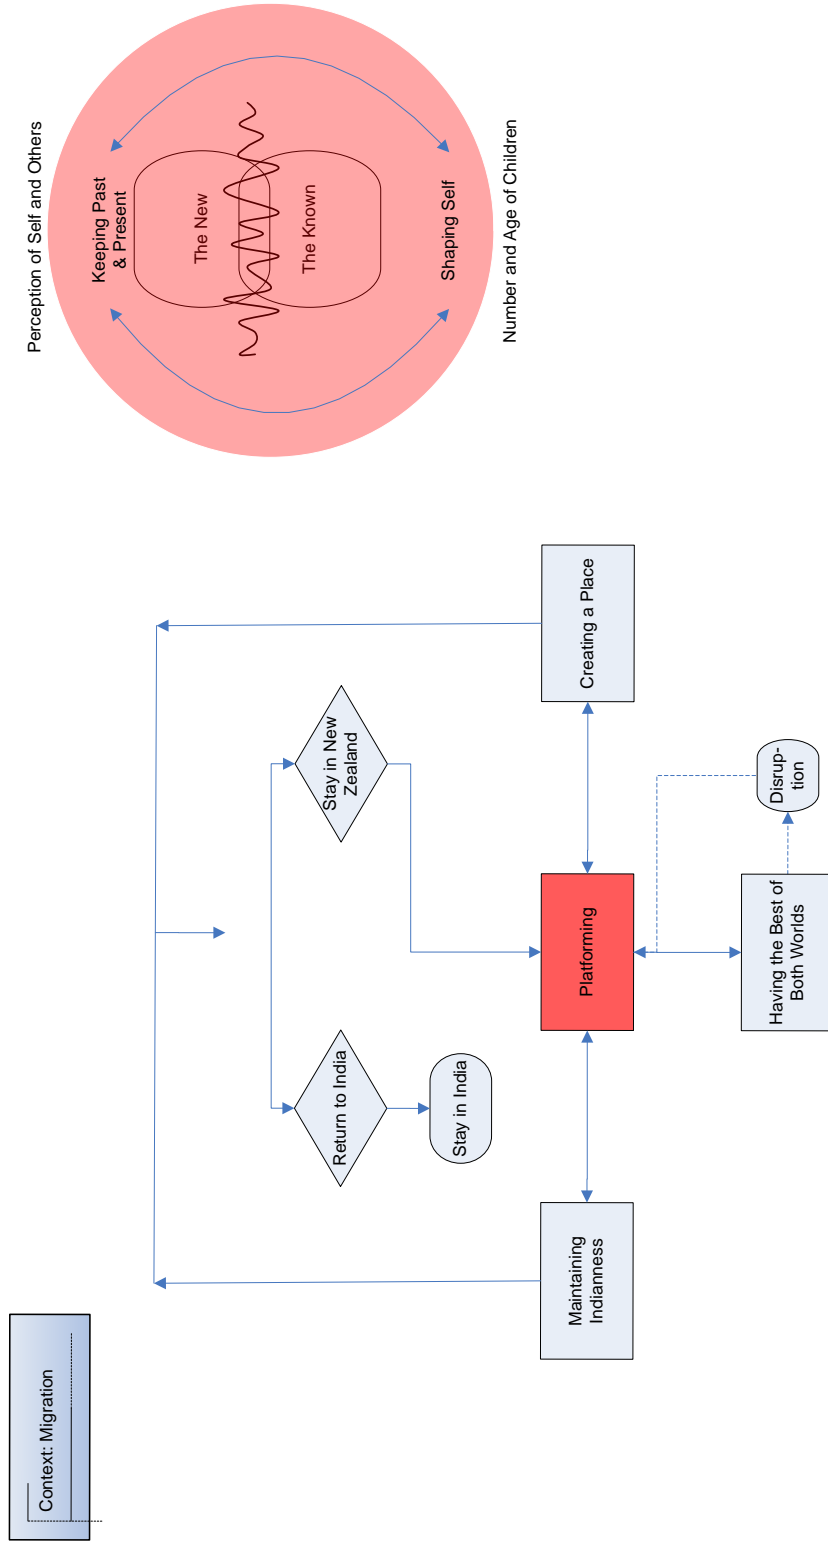 Context: Migration
Maintaining
Indianness
Return to India
Stay in India
Stay in New
Zealand
Platforming
Creating a Place
Having the Best of
Both Worlds
Disrup-
tion
Perception of Self and Others
Keeping Past
& Present
The New
The Known
Shaping Self
Number and Age of Children